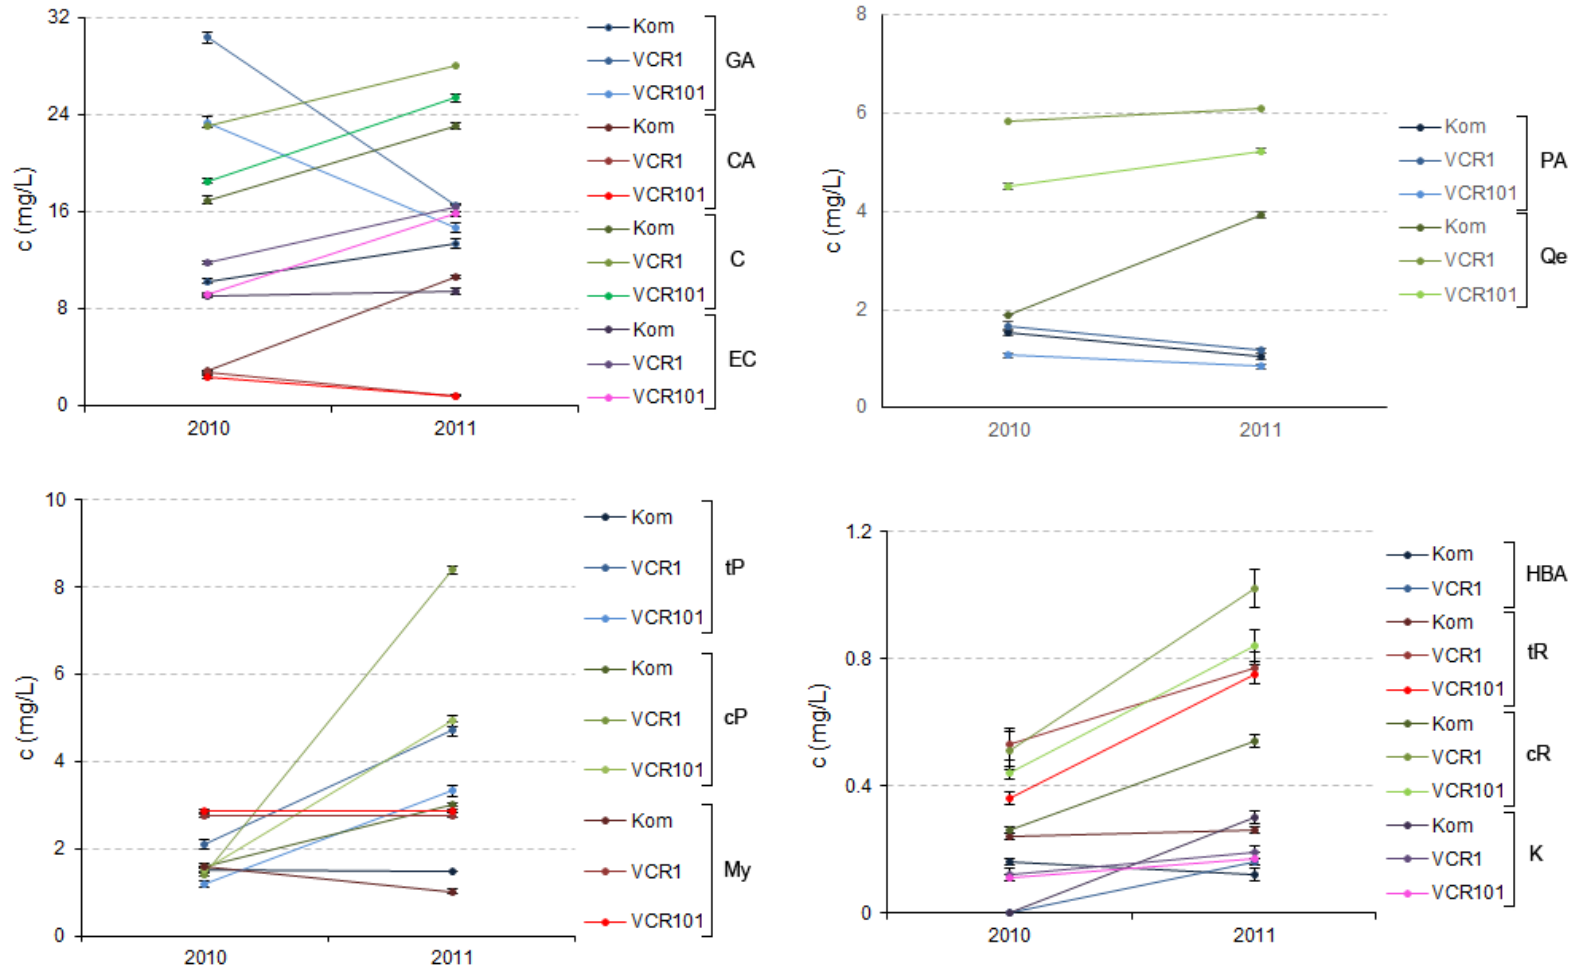 32
24
16
8
0
c (mg/L)
2010 2011
Kom
VCR1
VCR101
GA
Kom
VCR1
VCR101
CA
Kom
VCR1
VCR101
C
Kom
VCR1
VCR101
EC
8
6
4
2
0
c (mg/L)
2010 2011
Kom
VCR1
VCR101
PA
Kom
VCR1
VCR101
Qe
10
8
6
4
2
0
c (mg/L)
2010 2011
Kom
VCR1
VCR101
tP
Kom
VCR1
VCR101
cP
Kom
VCR1
VCR101
My
1.2
0.8
0.4
0
c (mg/L)
2010 2011
Kom
VCR1
HBA
Kom
VCR1
VCR101
tR
Kom
VCR1
VCR101
cR
Kom
VCR1
VCR101
K